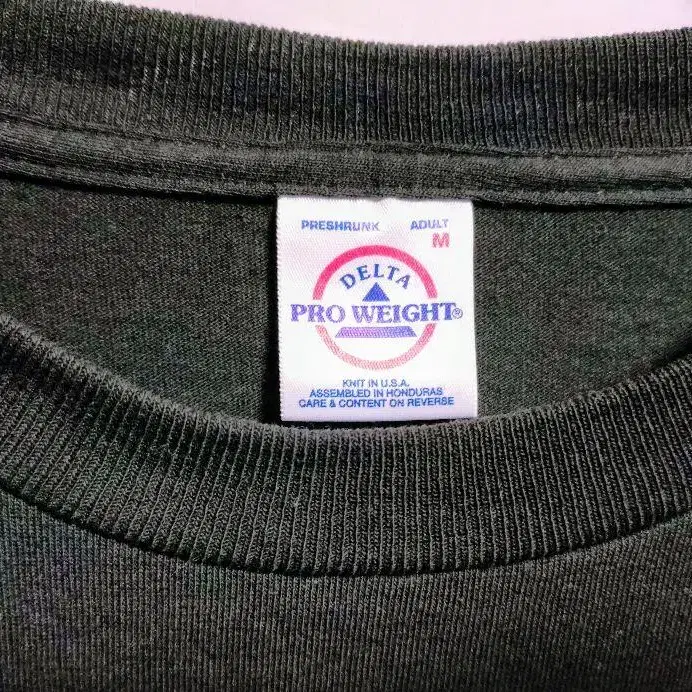 PRESHRUNK ADULT
M
DELTA
PRO WEIGHT®
KNIT IN U.S.A.
ASSEMBLED IN HONDURAS
CARE & CONTENT ON REVERSE